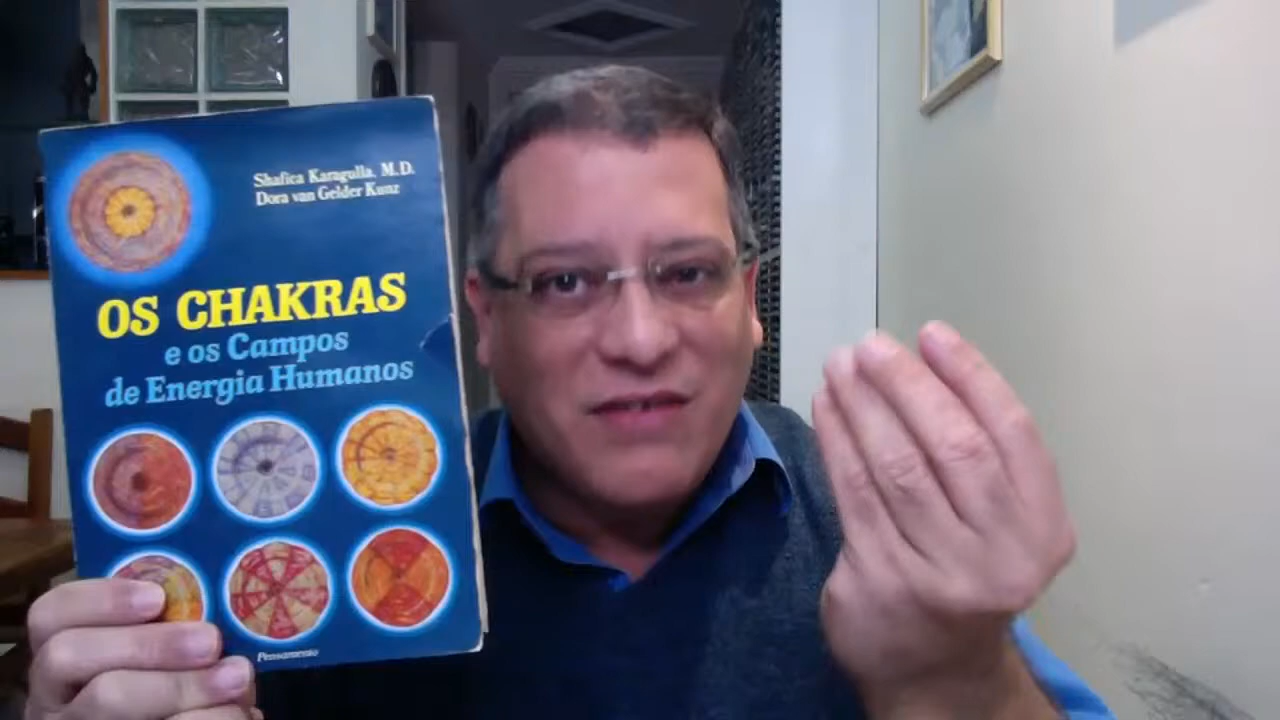 Shafica Karagulla, M.D.
Dora van Gelder Kunz
OS CHAKRAS
e os Campos
de Energia Humanos
Pensamento